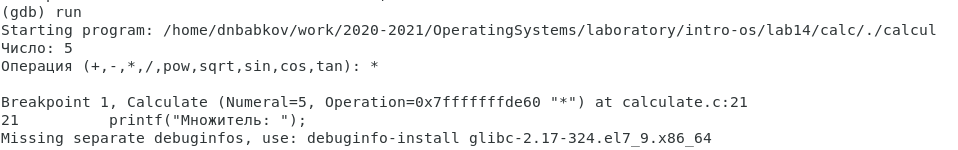 (gdb) run
Starting program: /home/dnbabkov/work/2020-2021/OperatingSystems/laboratory/intro-os/lab14/calc/./calcul
Число: 5
Операция (+,-,*,/,pow,sqrt,sin,cos,tan): *
Breakpoint 1, Calculate (Numeral=5, Operation=0x7fffffffde60 "*") at calculate.c:21
21          printf("Множитель: ");
Missing separate debuginfos, use: debuginfo-install glibc-2.17-324.el7_9.x86_64